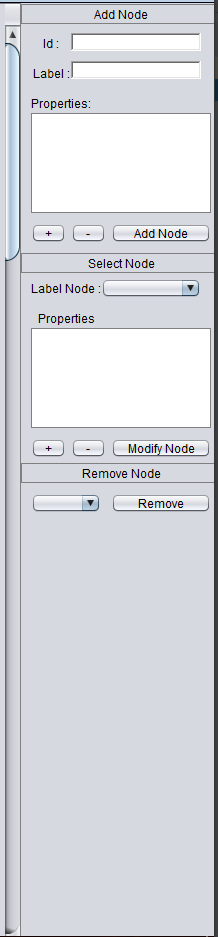 Add Node
Id :
Label :
Properties:
+ - Add Node
Select Node
Label Node :
Properties
+ - Modify Node
Remove Node
Remove